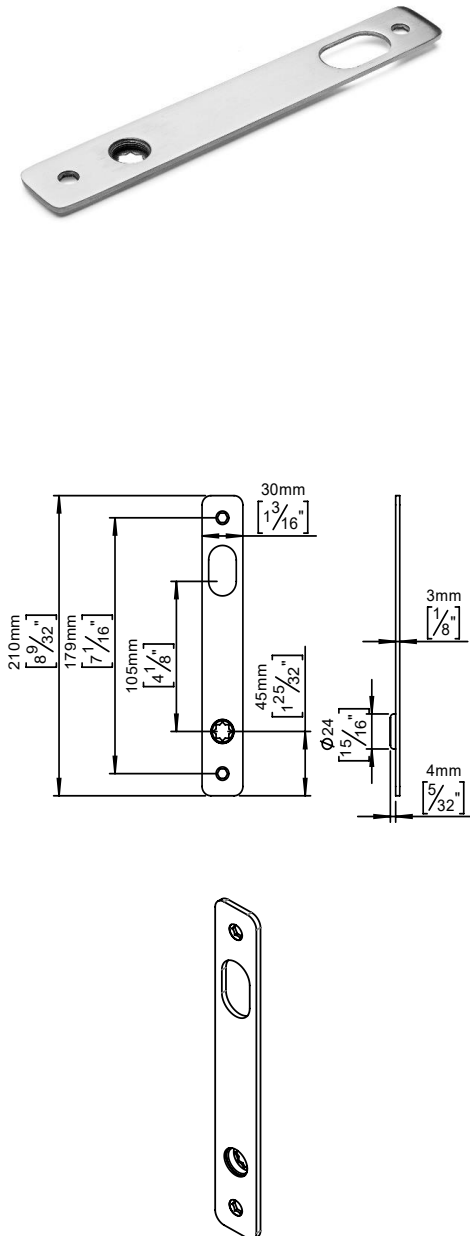 30mm
[1 3/16"]
210mm
[8 9/32"]
179mm
[7 1/16"]
105mm
[4 1/8"]
45mm
[1 25/32"]
3mm
[1/8"]
Ø24
[15/16"]
4mm
[5/32"]